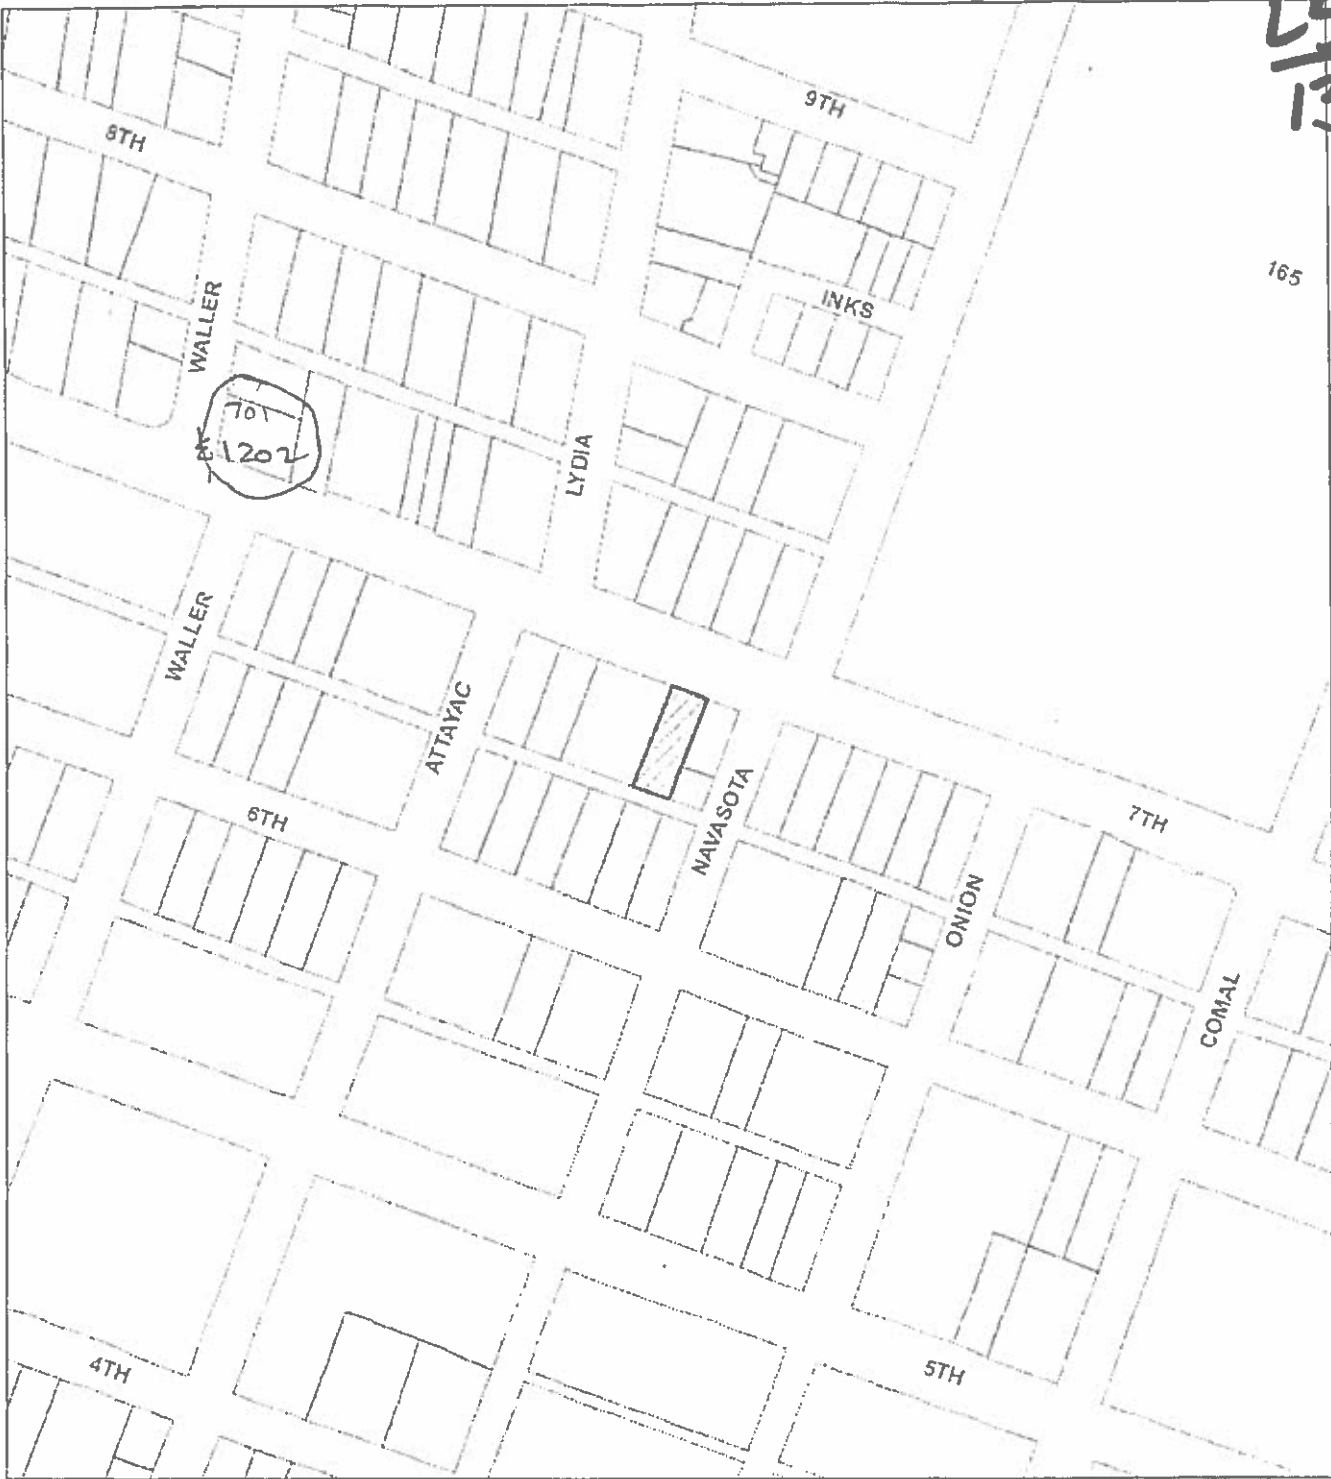 9TH
8TH
165
INKS
WALLER
701
1202
LYDIA
WALLER
ATTAYAC
NAVASOTA
6TH
7TH
ONION
COMAL
4TH
5TH